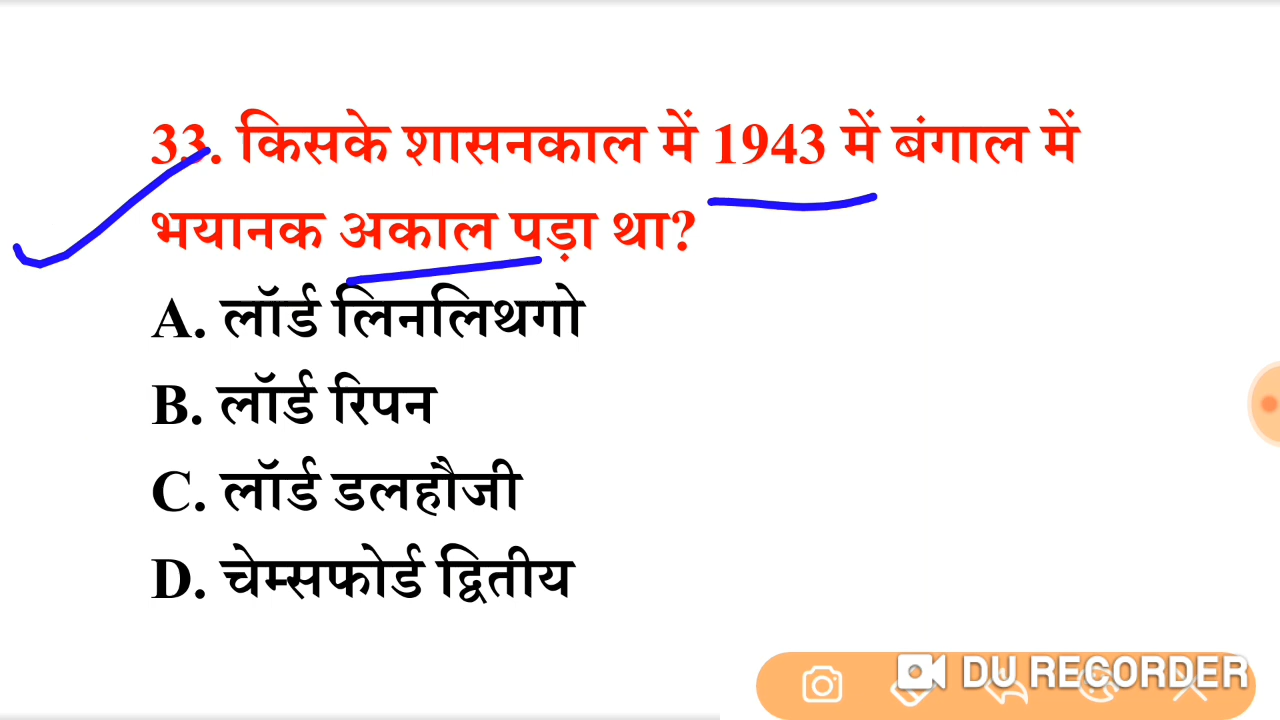 33. किसके शासनकाल में 1943 में बंगाल में
भयानक अकाल पड़ा था?
A. लॉर्ड लिनलिथगो
B. लॉर्ड रिपन
C. लॉर्ड डलहौजी
D. चेम्सफोर्ड द्वितीय
DU RECORDER